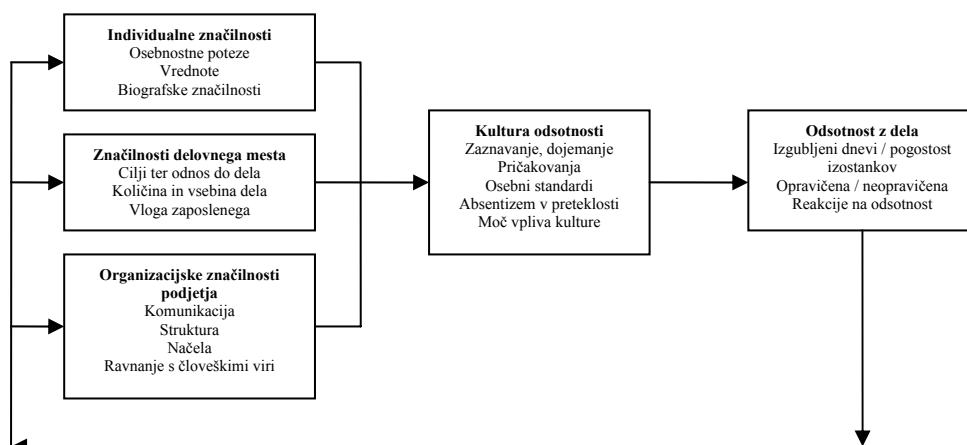 Individualne značilnosti
Osebnostne poteze
Vrednote
Biografske značilnosti
Značilnosti delovnega mesta
Cilji ter odnos do dela
Količina in vsebina dela
Vloga zaposlenega
Organizacijske značilnosti
podjetja
Komunikacija
Struktura
Načela
Ravnanje s človeškimi viri
Kultura odsotnosti
Zaznavanje, dojemanje
Pričakovanja
Osebni standardi
Absentizem v preteklosti
Moč vpliva kulture
Odsotnost z dela
Izgubljeni dnevi / pogostost
izostankov
Opravičena / neopravičena
Reakcije na odsotnost